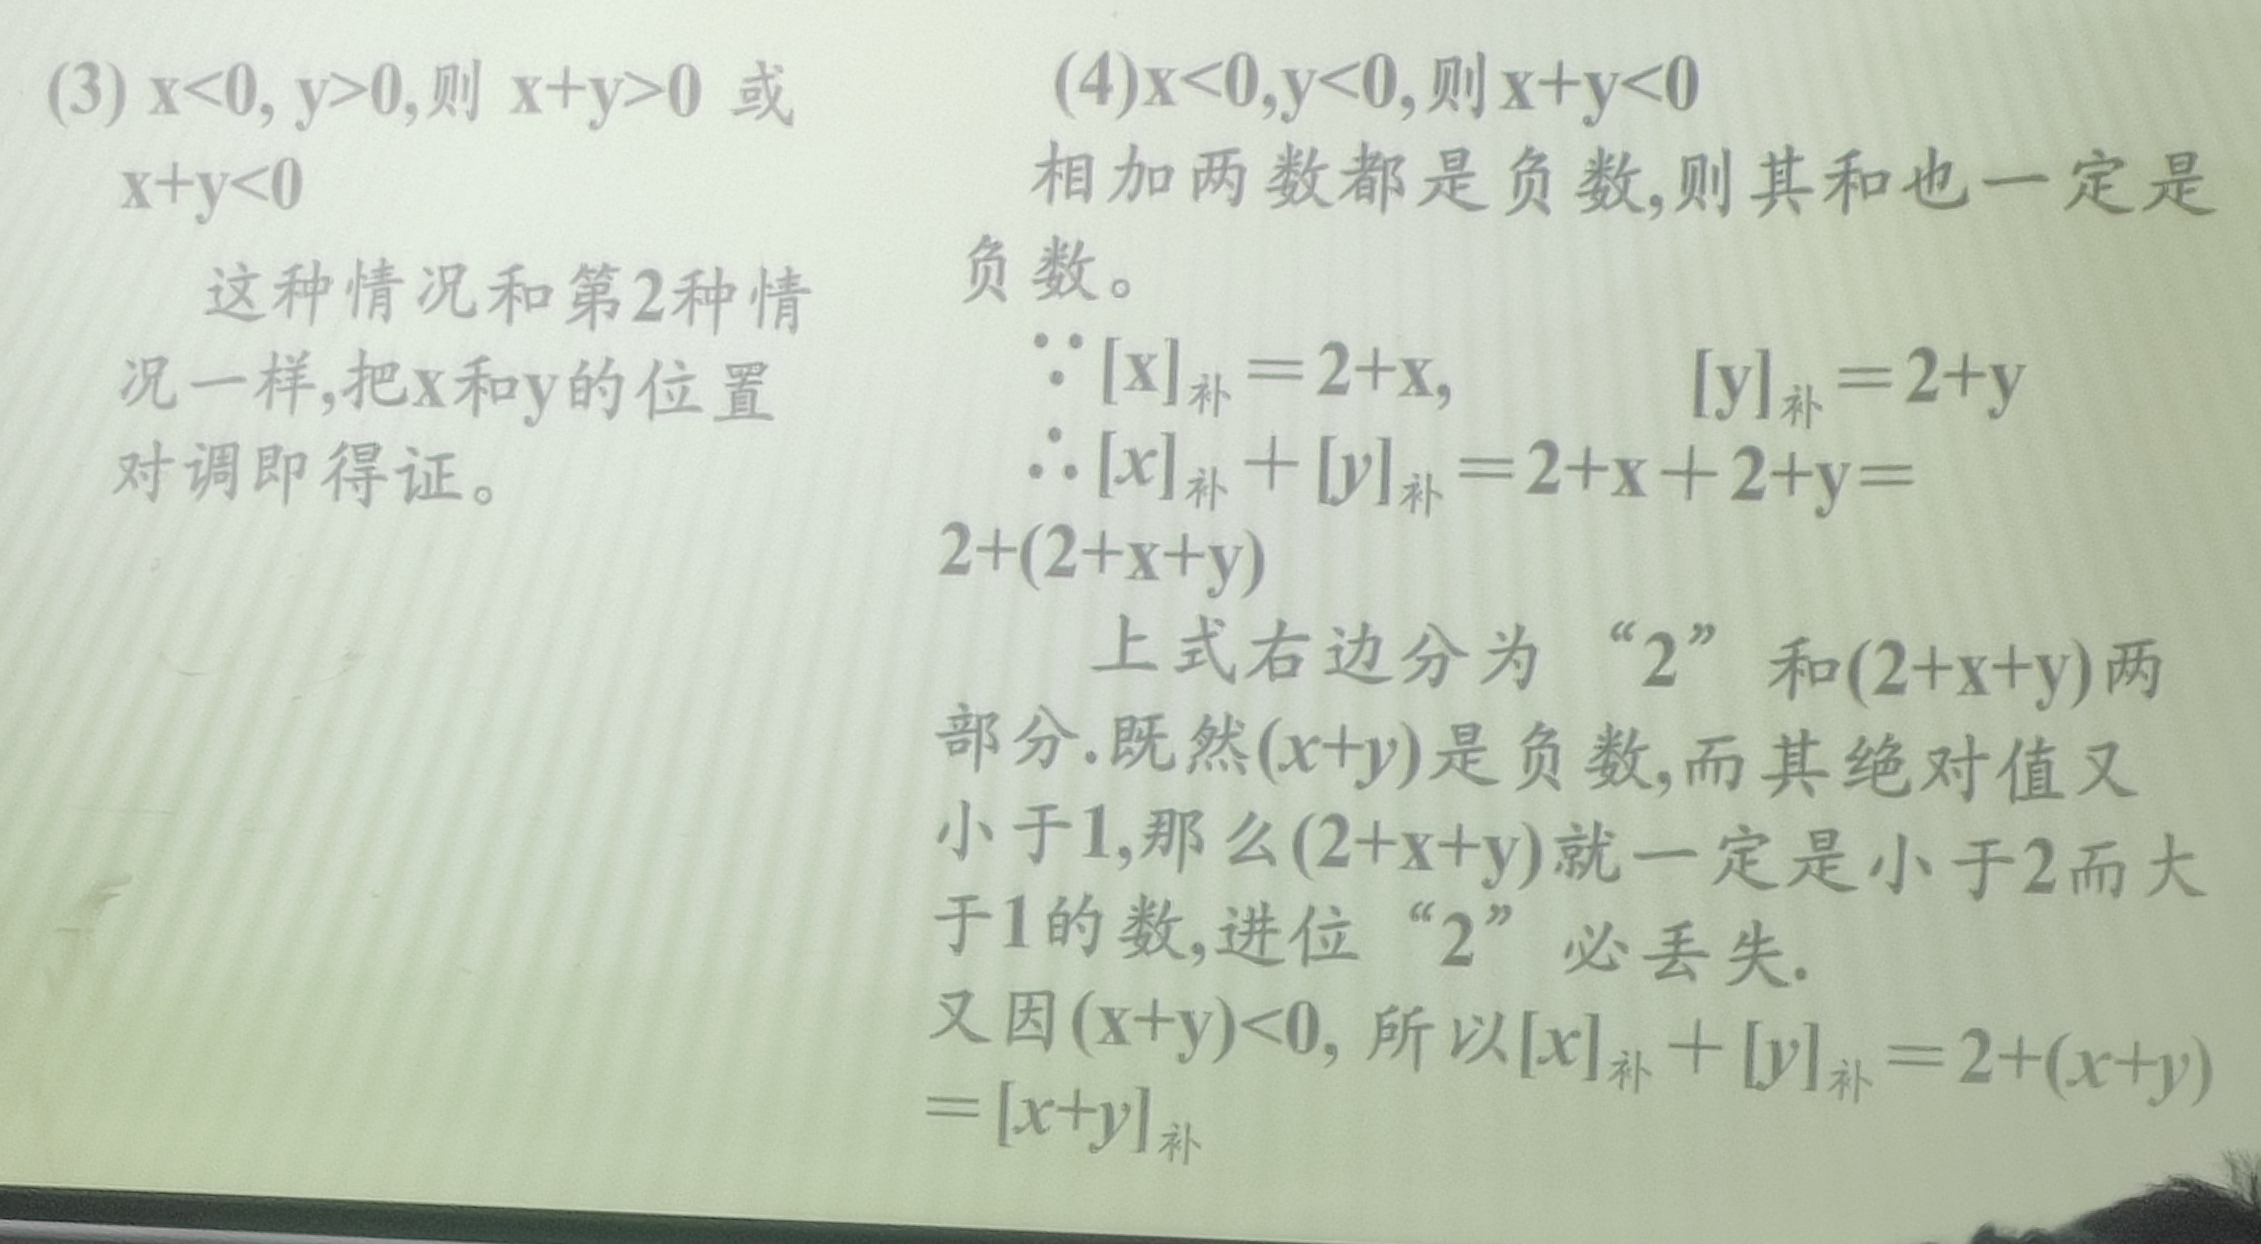 (3) x<0, y>0,则 x+y>0 或
x+y<0
这种情况和第2种情
况一样,把x和y的位置
对调即得证。
(4)x<0,y<0,则x+y<0
相加两数都是负数,则其和也一定是
负数。
∵[x]补＝2+x, [y]补＝2+y
∴[x]补＋[y]补＝2+x＋2+y＝
2+(2+x+y)
上式右边分为“2”和(2+x+y)两
部分.既然(x+y)是负数,而其绝对值又
小于1,那么(2+x+y)就一定是小于2而大
于1的数,进位“2”必丢失.
又因(x+y)<0, 所以[x]补＋[y]补＝2+(x+y)
＝[x+y]补